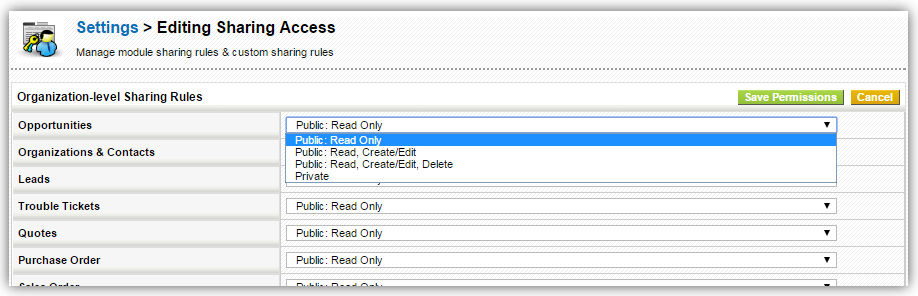 Settings > Editing Sharing Access
Manage module sharing rules & custom sharing rules
Organization-level Sharing Rules Save Permissions Cancel
Opportunities Public: Read Only
Public: Read Only
Public: Read, Create/Edit
Organizations & Contacts
Public: Read, Create/Edit, Delete
Private
Leads
Trouble Tickets Public: Read Only
Quotes Public: Read Only
Purchase Order Public: Read Only
Sales Order Public: Read Only